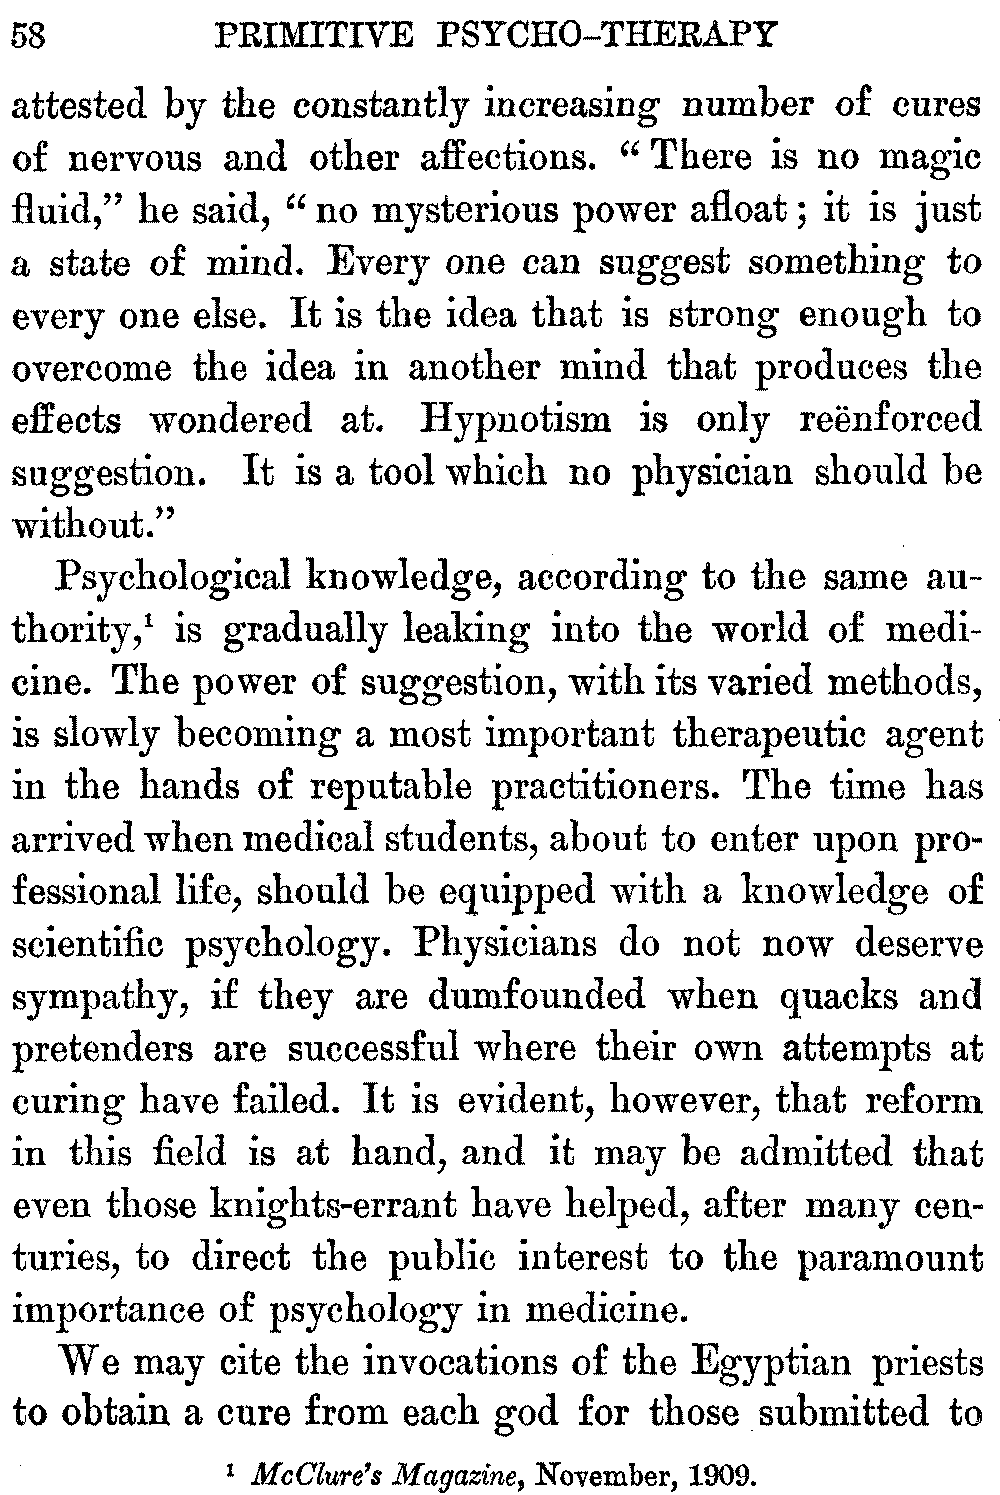 58 PRIMITIVE PSYCHO-THERAPY
attested by the constantly increasing number of cures
of nervous and other affections. “ There is no magic
fluid,” he said, “ no mysterious power afloat ; it is just
a state of mind. Every one can suggest something to
every one else. It is the idea that is strong enough to
overcome the idea in another mind that produces the
effects wondered at. Hypnotism is only reënforced
suggestion. It is a tool which no physician should be
without.”
Psychological knowledge, according to the same au-
thority,¹ is gradually leaking into the world of medi-
cine. The power of suggestion, with its varied methods,
is slowly becoming a most important therapeutic agent
in the hands of reputable practitioners. The time has
arrived when medical students, about to enter upon pro-
fessional life, should be equipped with a knowledge of
scientific psychology. Physicians do not now deserve
sympathy, if they are dumfounded when quacks and
pretenders are successful where their own attempts at
curing have failed. It is evident, however, that reform
in this field is at hand, and it may be admitted that
even those knights-errant have helped, after many cen-
turies, to direct the public interest to the paramount
importance of psychology in medicine.
We may cite the invocations of the Egyptian priests
to obtain a cure from each god for those submitted to
¹ McClure's Magazine, November, 1909.